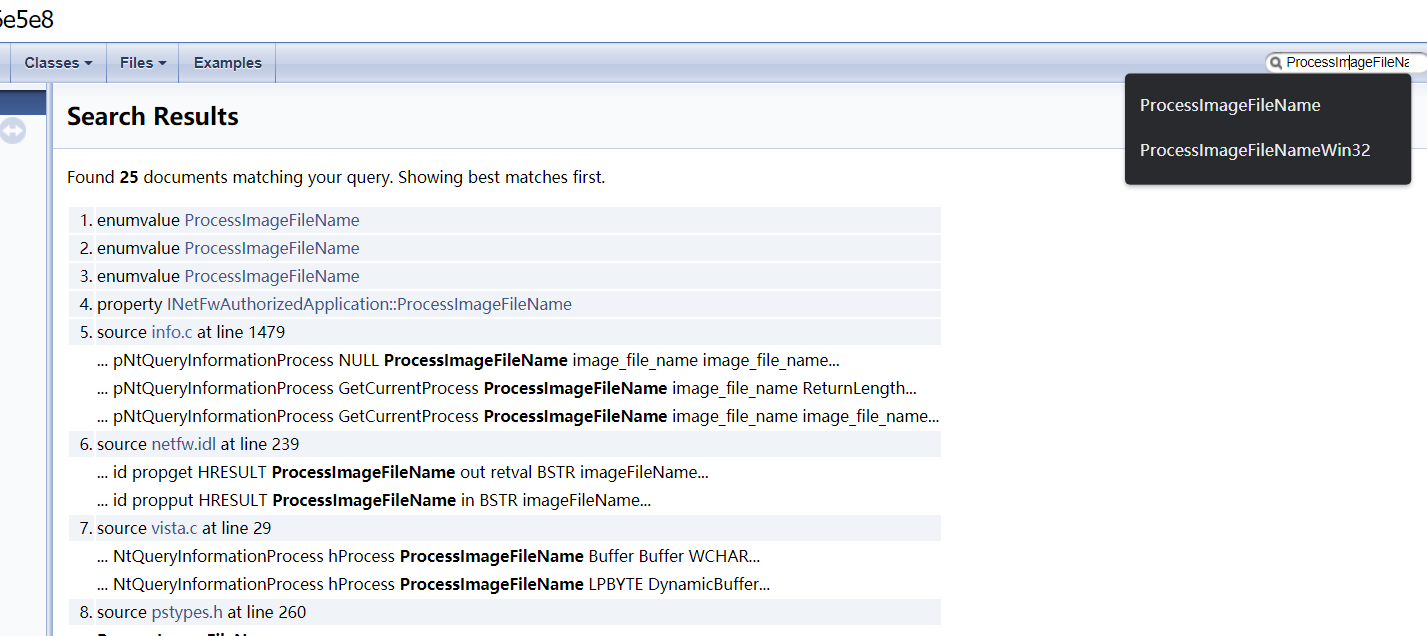 5e5e8
Classes Files Examples
ProcessImageFileNa
ProcessImageFileName
ProcessImageFileNameWin32
Search Results
Found 25 documents matching your query. Showing best matches first.
1. enumvalue ProcessImageFileName
2. enumvalue ProcessImageFileName
3. enumvalue ProcessImageFileName
4. property INetFwAuthorizedApplication::ProcessImageFileName
5. source info.c at line 1479
... pNtQueryInformationProcess NULL ProcessImageFileName image_file_name image_file_name...
... pNtQueryInformationProcess GetCurrentProcess ProcessImageFileName image_file_name ReturnLength...
... pNtQueryInformationProcess GetCurrentProcess ProcessImageFileName image_file_name image_file_name...
6. source netfw.idl at line 239
... id propget HRESULT ProcessImageFileName out retval BSTR imageFileName...
... id propput HRESULT ProcessImageFileName in BSTR imageFileName...
7. source vista.c at line 29
... NtQueryInformationProcess hProcess ProcessImageFileName Buffer Buffer WCHAR...
... NtQueryInformationProcess hProcess ProcessImageFileName LPBYTE DynamicBuffer...
8. source pstypes.h at line 260